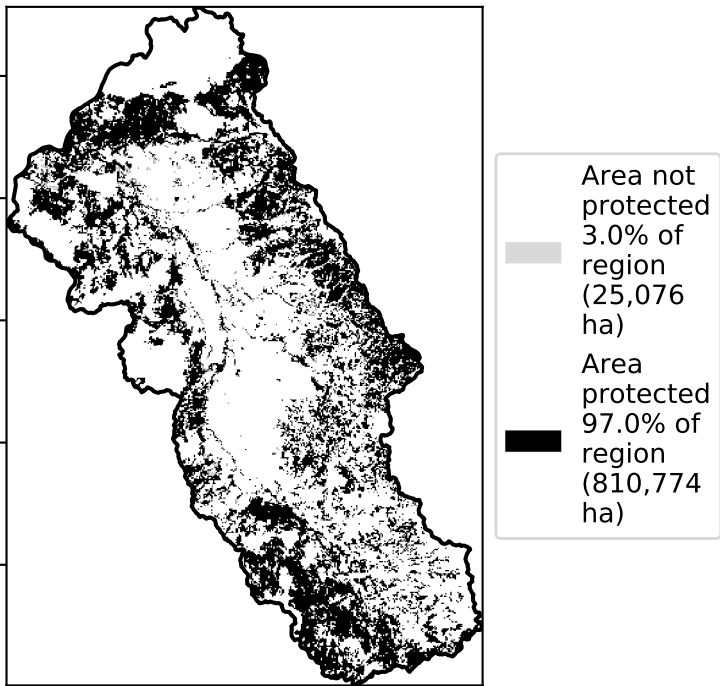 Area not
protected
3.0% of
region
(25,076
ha)
Area
protected
97.0% of
region
(810,774
ha)